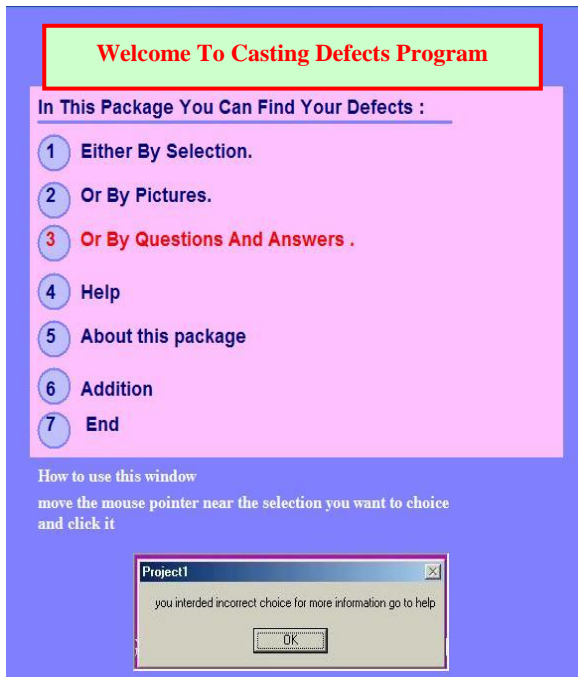 Welcome To Casting Defects Program
In This Package You Can Find Your Defects :
1 Either By Selection.
2 Or By Pictures.
3 Or By Questions And Answers .
4 Help
5 About this package
6 Addition
7 End
How to use this window
move the mouse pointer near the selection you want to choice
and click it
Project1
you interded incorrect choice for more information go to help
OK